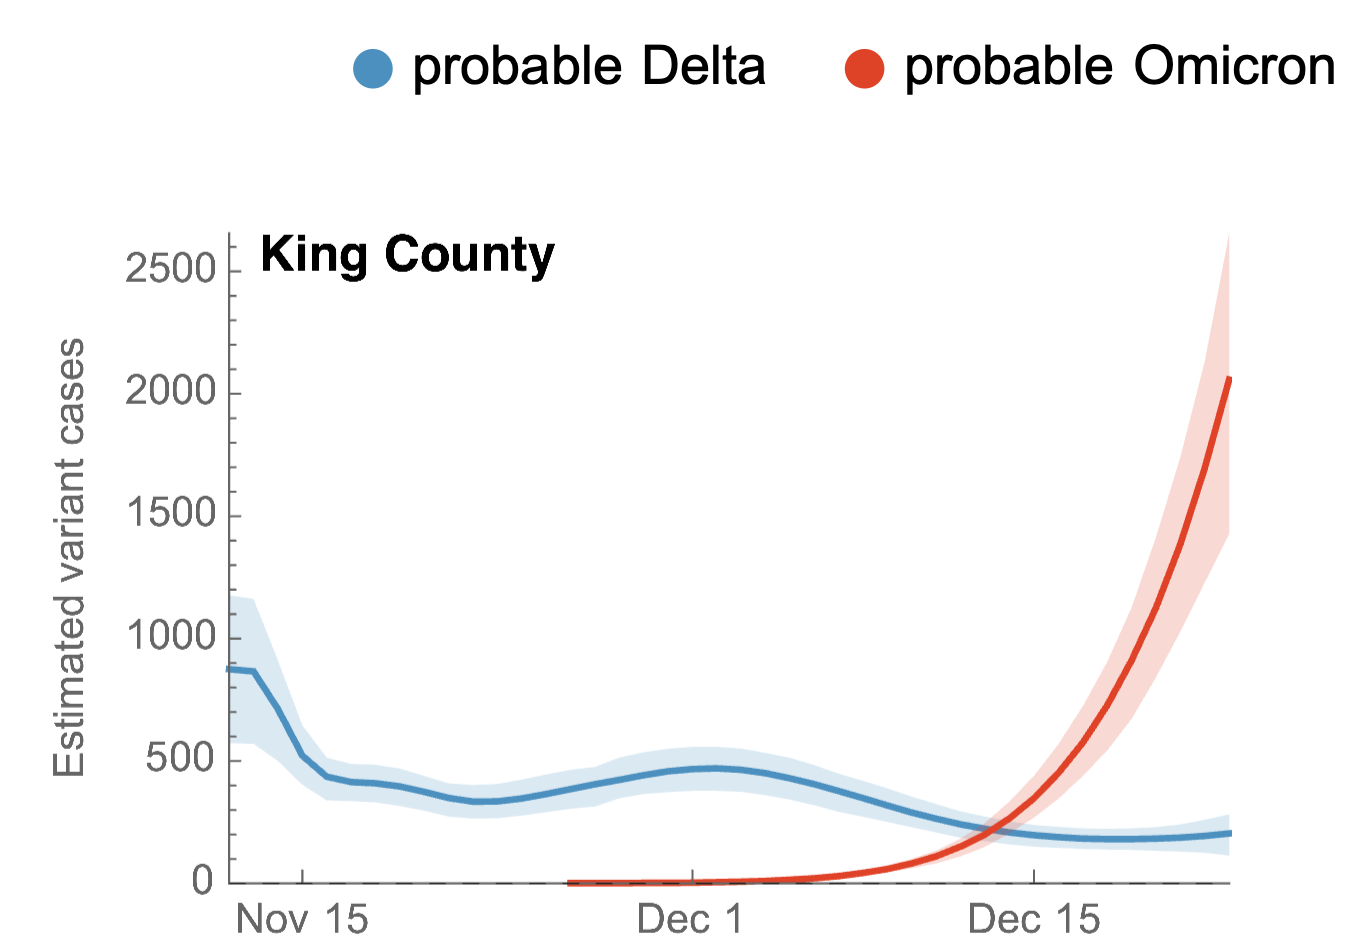 probable Delta probable Omicron
King County
Estimated variant cases
2500
2000
1500
1000
500
0
Nov 15 Dec 1 Dec 15